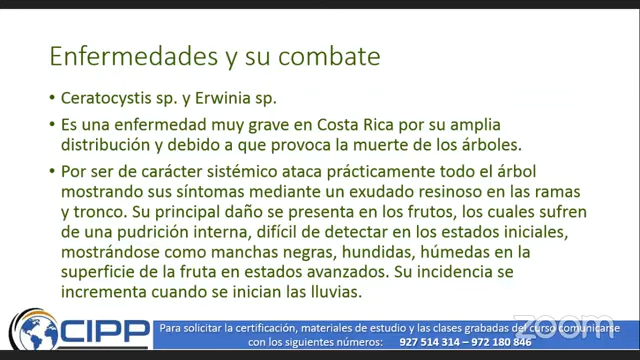 Enfermedades y su combate
• Ceratocystis sp. y Erwinia sp.
• Es una enfermedad muy grave en Costa Rica por su amplia
distribución y debido a que provoca la muerte de los árboles.
• Por ser de carácter sistémico ataca prácticamente todo el árbol
mostrando sus síntomas mediante un exudado resinoso en las ramas
y tronco. Su principal daño se presenta en los frutos, los cuales sufren
de una pudrición interna, difícil de detectar en los estados iniciales,
mostrándose como manchas negras, hundidas, húmedas en la
superficie de la fruta en estados avanzados. Su incidencia se
incrementa cuando se inician las lluvias.
CIPP
Para solicitar la certificación, materiales de estudio y las clases grabadas del curso comunicarse
con los siguientes números: 927 514 314 – 972 180 846
zoom